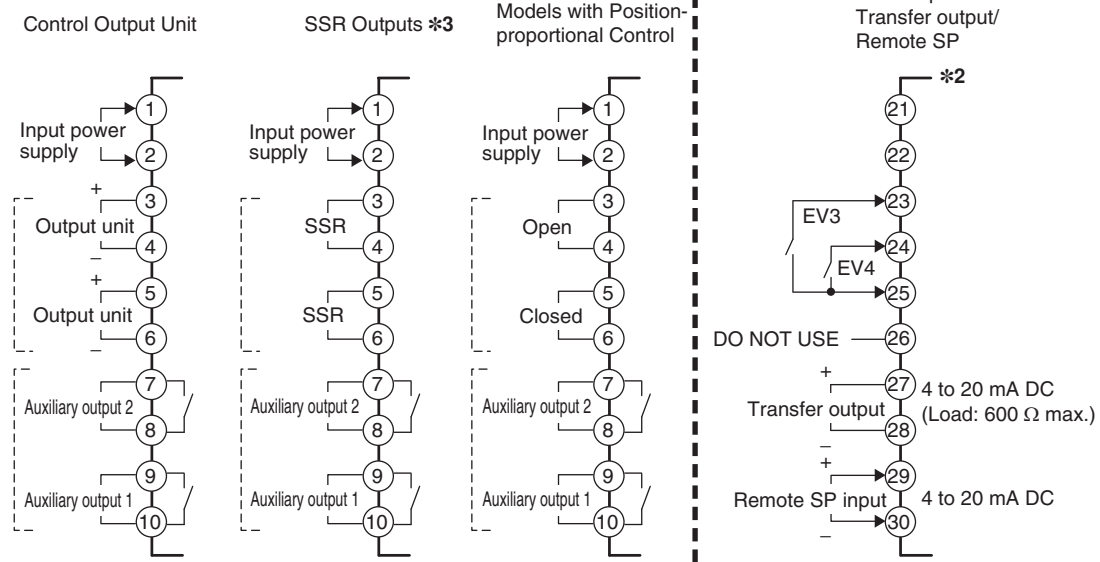 Control Output Unit
SSR Outputs *3
Models with Position-
proportional Control
Transfer output/
Remote SP
*2
1
Input power
supply
2
+
3
Output unit
4
–
+
5
Output unit
6
–
7
Auxiliary output 2
8
9
Auxiliary output 1
10
1
Input power
supply
2
3
SSR
4
5
SSR
6
7
Auxiliary output 2
8
9
Auxiliary output 1
10
1
Input power
supply
2
3
Open
4
5
Closed
6
7
Auxiliary output 2
8
9
Auxiliary output 1
10
21
22
23
EV3
24
EV4
25
DO NOT USE
26
+
27
4 to 20 mA DC
Transfer output
(Load: 600 Ω max.)
28
–
+
29
Remote SP input
4 to 20 mA DC
30
–